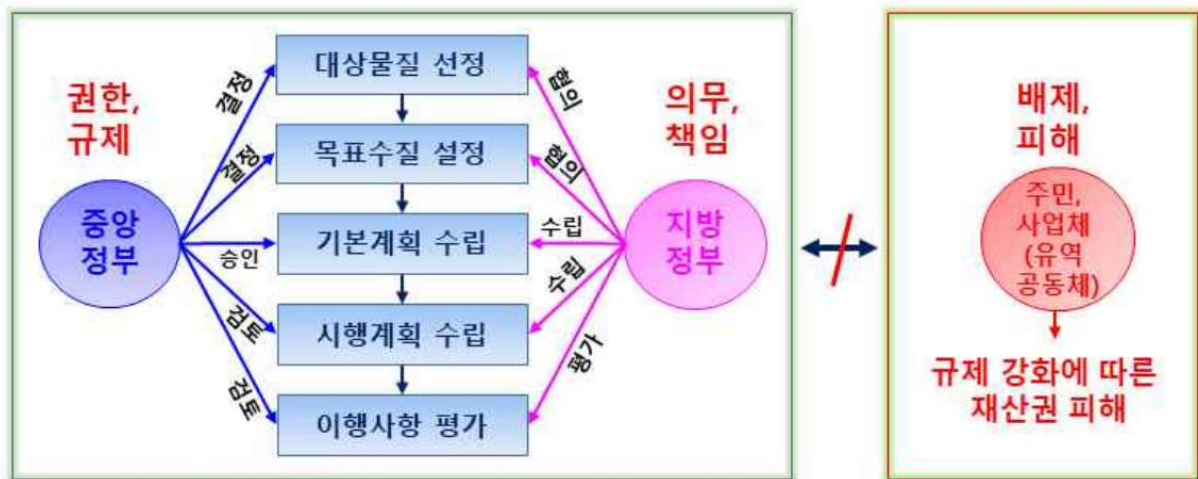 권한,
규제
중앙
정부
결정
결정
승인
검토
검토
대상물질 선정
목표수질 설정
기본계획 수립
시행계획 수립
이행사항 평가
협의
협의
수립
수립
평가
의무,
책임
지방
정부
배제,
피해
주민,
사업체
(유역
공동체)
규제 강화에 따른
재산권 피해